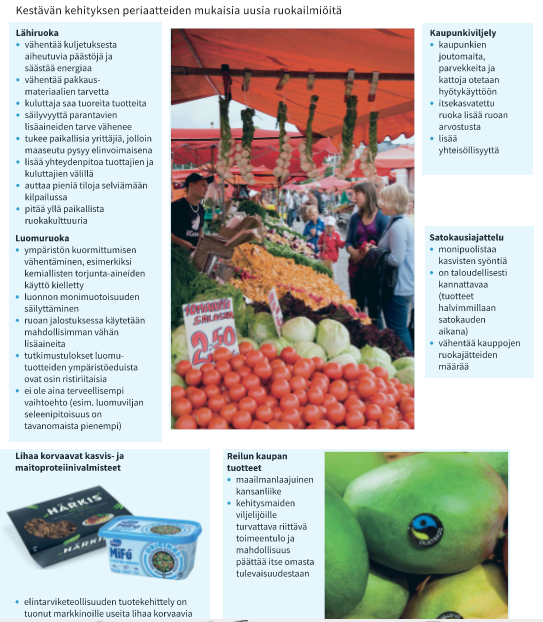 Kestävän kehityksen periaatteiden mukaisia uusia ruokailmiöitä
Lähiruoka
• vähentää kuljetuksesta
aiheutuvia päästöjä ja
säästää energiaa
• vähentää pakkaus-
materiaalien tarvetta
• kuluttaja saa tuoreita tuotteita
• säilyvyyttä parantavien
lisäaineiden tarve vähenee
• tukee paikallisia yrittäjiä, jolloin
maaseutu pysyy elinvoimaisena
• lisää yhteydenpitoa tuottajien ja
kuluttajien välillä
• auttaa pieniä tiloja selviämään
kilpailussa
• pitää yllä paikallista
ruokakulttuuria
Luomuruoka
• ympäristön kuormittumisen
vähentäminen, esimerkiksi
kemiallisten torjunta-aineiden
käyttö kielletty
• luonnon monimuotoisuuden
säilyttäminen
• ruoan jalostuksessa käytetään
mahdollisimman vähän
lisäaineita
• tutkimustulokset luomu-
tuotteiden ympäristöeduista
ovat osin ristiriitaisia
• ei ole aina terveellisempi
vaihtoehto (esim. luomuviljan
seleenipitoisuus on
tavanomaista pienempi)
2.50
Kaupunkiviljely
• kaupunkien
joutomaita,
parvekkeita ja
kattoja otetaan
hyötykäyttöön
• itsekasvatettu
ruoka lisää ruoan
arvostusta
• lisää
yhteisöllisyyttä
Satokausiajattelu
• monipuolistaa
kasvisten syöntiä
• on taloudellisesti
kannattavaa
(tuotteet
halvimmillaan
satokauden
aikana)
• vähentää kauppojen
ruokajätteiden
määrää
Lihaa korvaavat kasvis- ja
maitoproteiinivalmisteet
HÄRKIS
HÄRKIS
MiFU
• elintarviketeollisuuden tuotekehittely on
tuonut markkinoille useita lihaa korvaavia
Reilun kaupan
tuotteet
• maailmanlaajuinen
kansanliike
• kehitysmaiden
viljelijöille
turvattava riittävä
toimeentulo ja
mahdollisuus
päättää itse omasta
tulevaisuudestaan